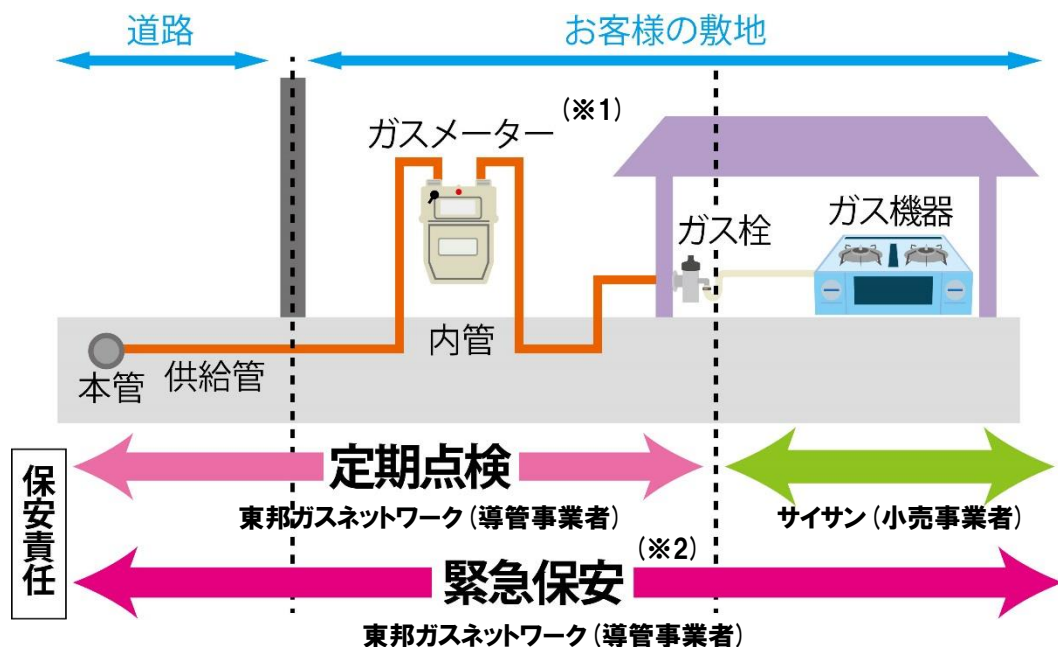 道路
お客様の敷地
ガスメーター(※1)
ガス栓
ガス機器
内管
本管
供給管
保安責任
定期点検
東邦ガスネットワーク(導管事業者)
サイサン(小売事業者)
緊急保安(※2)
東邦ガスネットワーク(導管事業者)